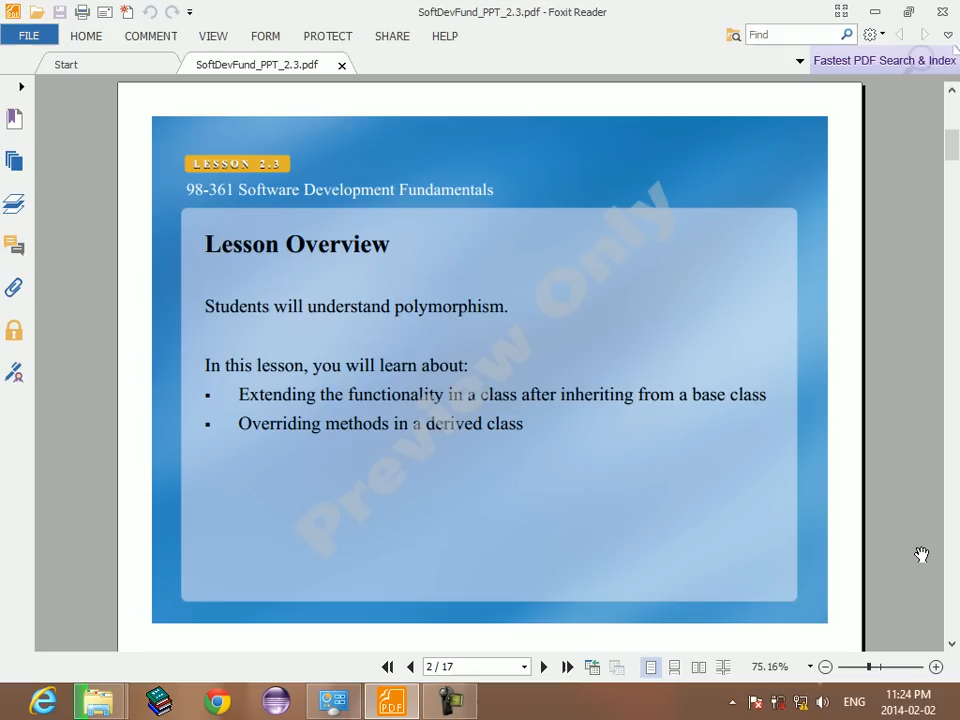 SoftDevFund_PPT_2.3.pdf - Foxit Reader
FILE HOME COMMENT VIEW FORM PROTECT SHARE HELP Find
Start SoftDevFund_PPT_2.3.pdf Fastest PDF Search & Index
LESSON 2.3
98-361 Software Development Fundamentals
Lesson Overview
Students will understand polymorphism.
In this lesson, you will learn about:
▪ Extending the functionality in a class after inheriting from a base class
▪ Overriding methods in a derived class
Preview Only
2 / 17 75.16%
PDF ENG 11:24 PM
2014-02-02